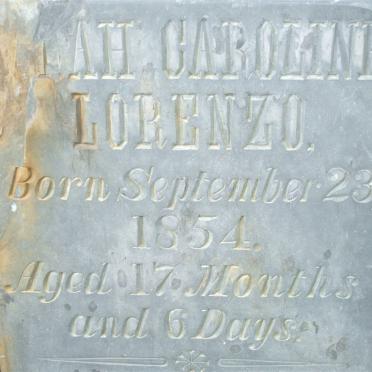 AH CAROLINE
LORENZO.
Born September 23
1854.
Aged 17 Months
and 6 Days.